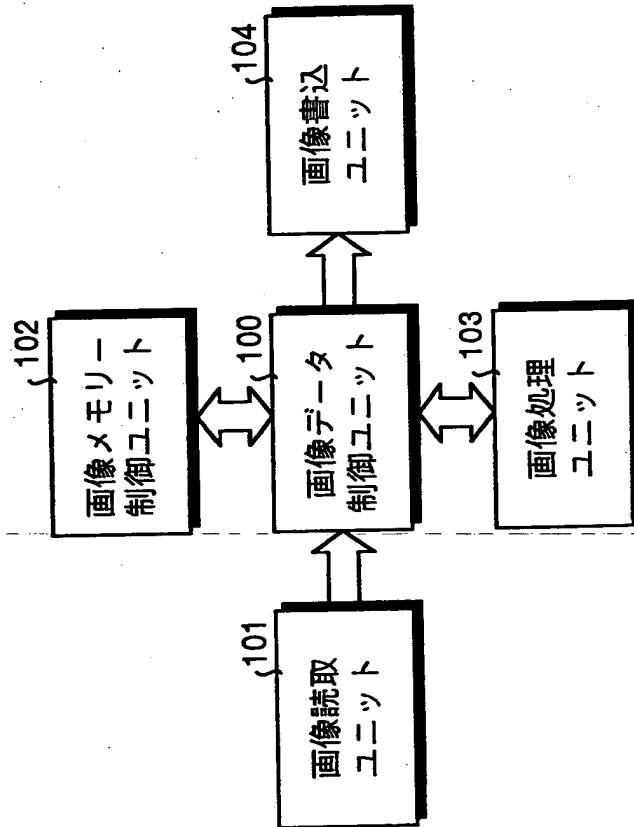 102
画像メモリー
制御ユニット
101
画像読取
ユニット
100
画像データ
制御ユニット
104
画像書込
ユニット
103
画像処理
ユニット